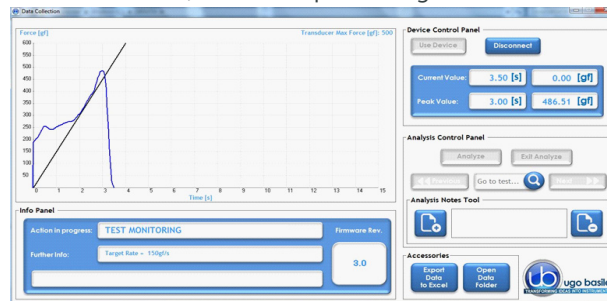 Data Collection
Force [gf]
Transducer Max Force [gf]: 500
600
550
500
450
400
350
300
250
200
150
100
50
0 1 2 3 4 5 6 7 8 9 10 11 12 13 14 15
Time [s]
Info Panel
Action in progress: TEST MONITORING
Further Info: Target Rate = 150gf/s
Firmware Rev.
3.0
Device Control Panel
Use Device Disconnect
Current Value: 3.50 [s] 0.00 [gf]
Peak Value: 3.00 [s] 486.51 [gf]
Analysis Control Panel
Analyze Exit Analyze
Previous Go to test... Next
Analysis Notes Tool
Accessories
Export Data to Excel
Open Data Folder
ub ugo basile
TRANSFORMING IDEAS INTO INSTRUMENTS